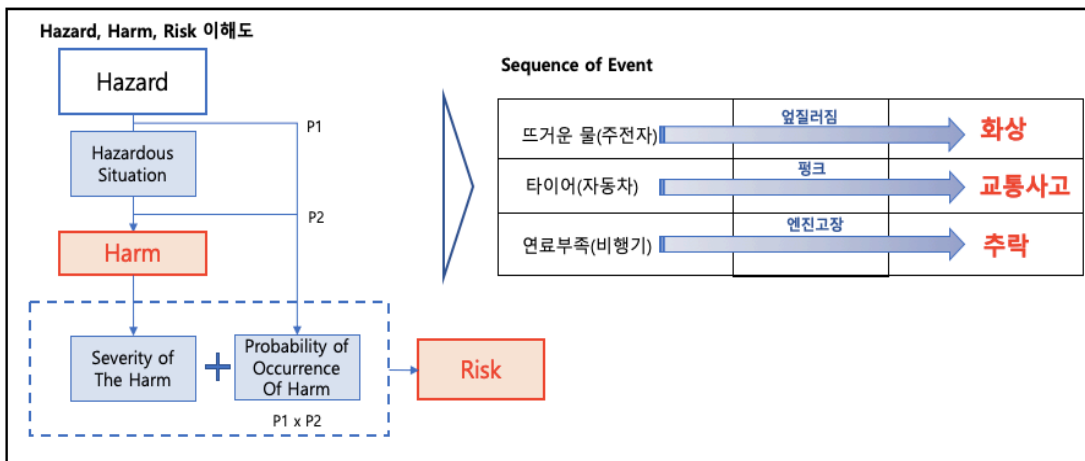 Hazard, Harm, Risk 이해도
Hazard
P1
Hazardous
Situation
P2
Harm
Severity of
The Harm
+
Probability of
Occurrence
Of Harm
P1 x P2
Risk
Sequence of Event
뜨거운 물(주전자)
엎질러짐
화상
타이어(자동차)
펑크
교통사고
연료부족(비행기)
엔진고장
추락